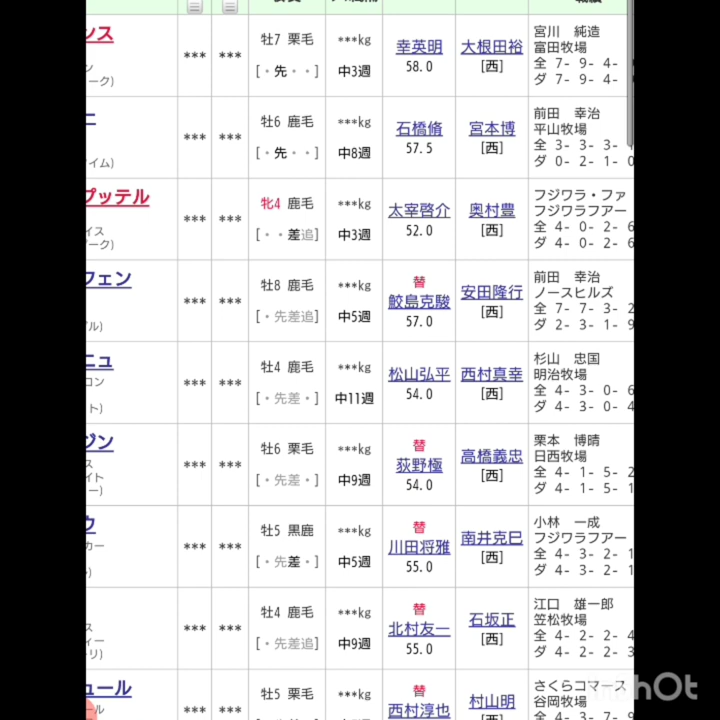 ンス
ン
ーク)
*** ***
牡7 栗毛
[・先・・]
***kg
中3週
幸英明
58.0
大根田裕
[西]
宮川 純造
富田牧場
全 7- 9- 4-
ダ 7- 9- 4-
ー
イム)
*** ***
牡6 鹿毛
[・先・・]
***kg
中8週
石橋脩
57.5
宮本博
[西]
前田 幸治
平山牧場
全 3- 3- 3- 1
ダ 0- 2- 1- 0
プッテル
イス
ーク)
*** ***
牝4 鹿毛
[・・差追]
***kg
中3週
太宰啓介
52.0
奥村豊
[西]
フジワラ・ファ
フジワラフアー
全 4- 0- 2- 6
ダ 4- 0- 2- 6
フェン
ル)
*** ***
牡8 鹿毛
[・先差追]
***kg
中5週
替
鮫島克駿
57.0
安田隆行
[西]
前田 幸治
ノースヒルズ
全 7- 7- 3- 2
ダ 2- 3- 1- 9
ニュ
ロン
ト)
*** ***
牡4 鹿毛
[・先差・]
***kg
中11週
松山弘平
54.0
西村真幸
[西]
杉山 忠国
明治牧場
全 4- 3- 0- 6
ダ 4- 3- 0- 4
ジン
ス
イト
ー)
*** ***
牡6 栗毛
[・先差・]
***kg
中9週
替
荻野極
54.0
高橋義忠
[西]
栗本 博晴
日西牧場
全 4- 1- 5- 2
ダ 4- 1- 5- 1
ウ
カー
)
*** ***
牡5 黒鹿
[・先差・]
***kg
中5週
替
川田将雅
55.0
南井克巳
[西]
小林 一成
フジワラフアー
全 4- 3- 2- 1
ダ 4- 3- 2- 1
ス
ィー
リ)
*** ***
牡4 鹿毛
[・先差追]
***kg
中9週
替
北村友一
55.0
石坂正
[西]
江口 雄一郎
笠松牧場
全 4- 2- 2- 4
ダ 4- 2- 2- 3
ュール
*** ***
牡5 栗毛
***kg
替
西村淳也
村山明
さくらコマース
谷岡牧場